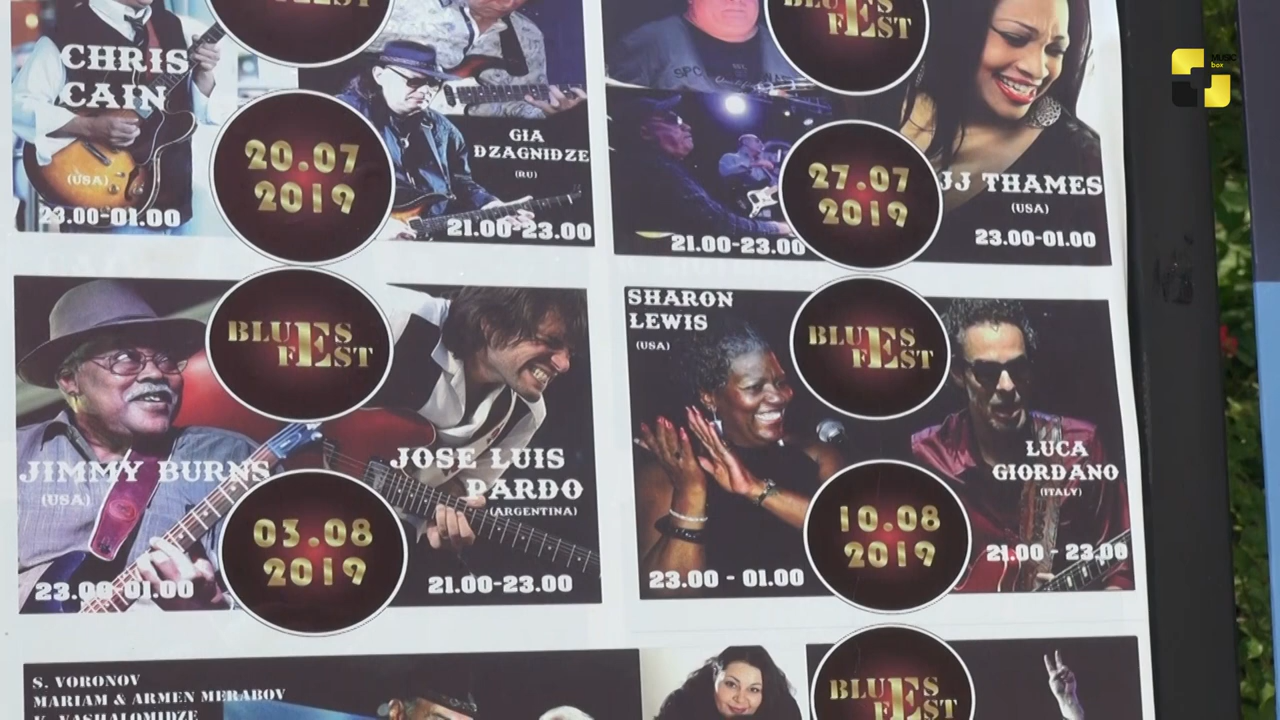 CHRIS
CAIN
(USA)
23.00-01.00
FEST
20.07
2019
GIA
DZAGNIDZE
(RU)
21.00-23.00
BLUES
FEST
27.07
2019
21.00-23.00
JJ THAMES
(USA)
23.00-01.00
MUSIC
box
JIMMY BURNS
(USA)
23.00-01.00
BLUES
FEST
03.08
2019
JOSE LUIS
PARDO
(ARGENTINA)
21.00-23.00
SHARON
LEWIS
(USA)
23.00 - 01.00
BLUES
FEST
10.08
2019
LUCA
GIORDANO
(ITALY)
21.00 - 23.00
S. VORONOV
MARIAM & ARMEN MERABOV
K. VASHALOMIDZE
BLUES
FEST